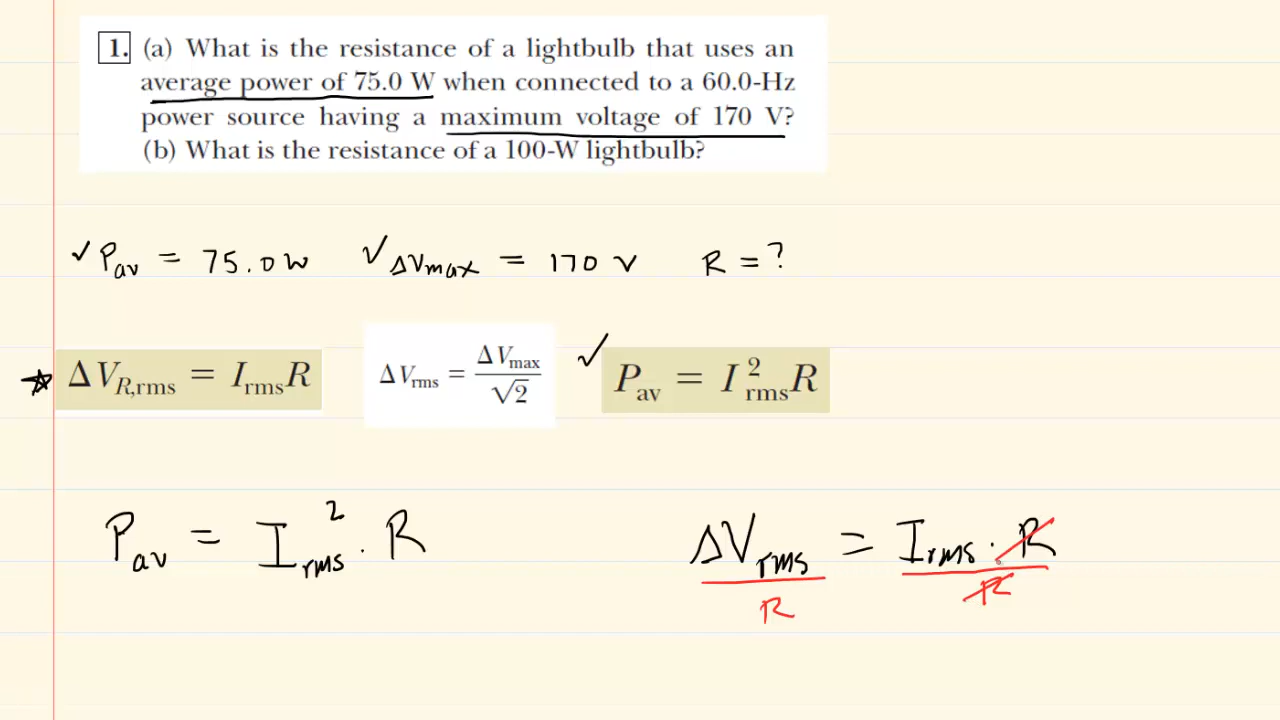 1. (a) What is the resistance of a lightbulb that uses an
average power of 75.0 W when connected to a 60.0-Hz
power source having a maximum voltage of 170 V?
(b) What is the resistance of a 100-W lightbulb?
✓ Pav = 75.0 W ✓ ΔVmax = 170 V R = ?
☆ ΔV_R,rms = I_rms R ΔV_rms = ΔV_max / √2 ✓ P_av = I²_rms R
P_av = I²_rms · R ΔV_rms / R = I_rms · R / R